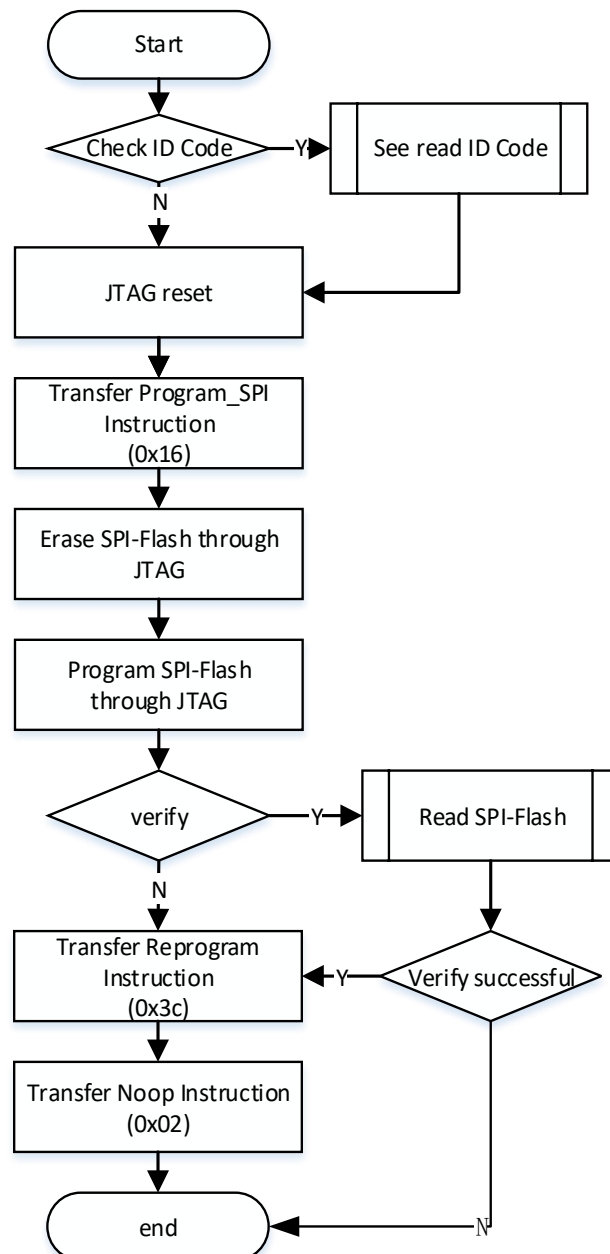 Start
Check ID Code
Y
See read ID Code
N
JTAG reset
Transfer Program_SPI
Instruction
(0x16)
Erase SPI-Flash through
JTAG
Program SPI-Flash
through JTAG
verify
Y
Read SPI-Flash
N
Transfer Reprogram
Instruction
(0x3c)
Y
Verify successful
Transfer Noop Instruction
(0x02)
end
N